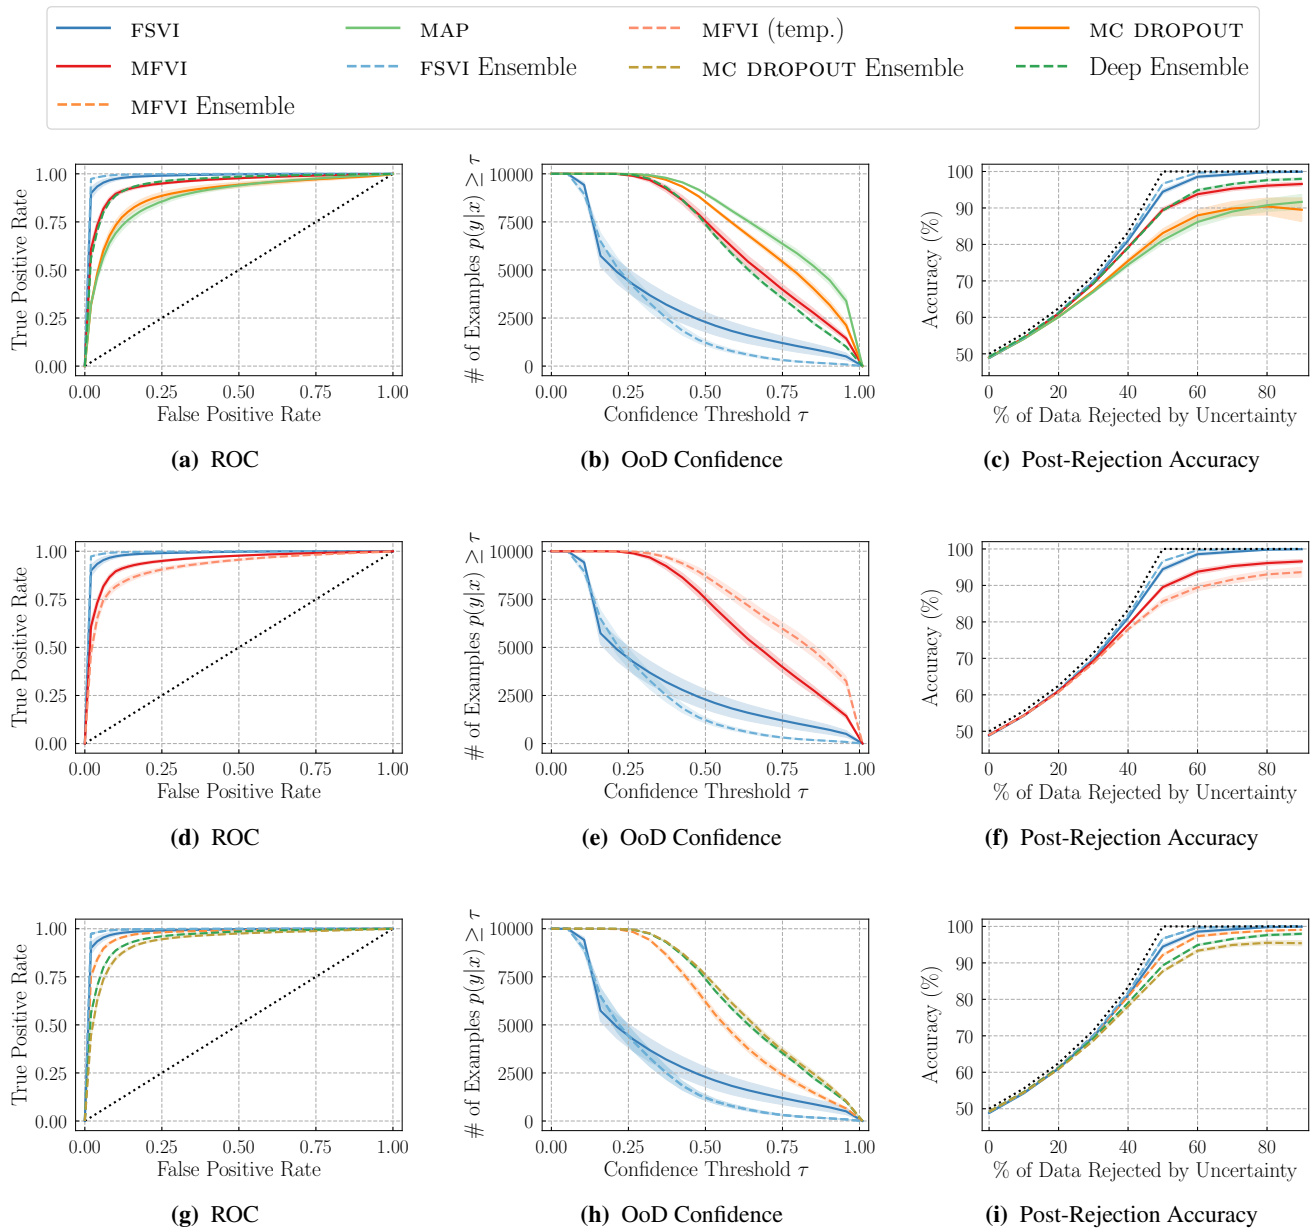 FSVI MAP MFVI (temp.) MC DROPOUT
MFVI FSVI Ensemble MC DROPOUT Ensemble Deep Ensemble
MFVI Ensemble
True Positive Rate
1.00
0.75
0.50
0.25
0.00
0.00 0.25 0.50 0.75 1.00
False Positive Rate
(a) ROC
# of Examples p(y|x) ≥ τ
10000
7500
5000
2500
0
0.00 0.25 0.50 0.75 1.00
Confidence Threshold τ
(b) OoD Confidence
Accuracy (%)
100
90
80
70
60
50
0 20 40 60 80
% of Data Rejected by Uncertainty
(c) Post-Rejection Accuracy
True Positive Rate
1.00
0.75
0.50
0.25
0.00
0.00 0.25 0.50 0.75 1.00
False Positive Rate
(d) ROC
# of Examples p(y|x) ≥ τ
10000
7500
5000
2500
0
0.00 0.25 0.50 0.75 1.00
Confidence Threshold τ
(e) OoD Confidence
Accuracy (%)
100
90
80
70
60
50
0 20 40 60 80
% of Data Rejected by Uncertainty
(f) Post-Rejection Accuracy
True Positive Rate
1.00
0.75
0.50
0.25
0.00
0.00 0.25 0.50 0.75 1.00
False Positive Rate
(g) ROC
# of Examples p(y|x) ≥ τ
10000
7500
5000
2500
0
0.00 0.25 0.50 0.75 1.00
Confidence Threshold τ
(h) OoD Confidence
Accuracy (%)
100
90
80
70
60
50
0 20 40 60 80
% of Data Rejected by Uncertainty
(i) Post-Rejection Accuracy